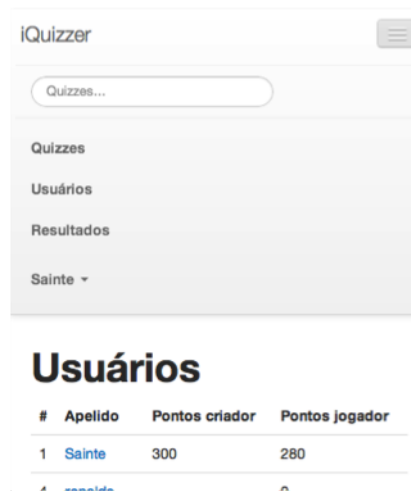 iQuizzer
Quizzes...
Quizzes
Usuários
Resultados
Sainte
Usuários
# Apelido Pontos criador Pontos jogador
1 Sainte 300 280